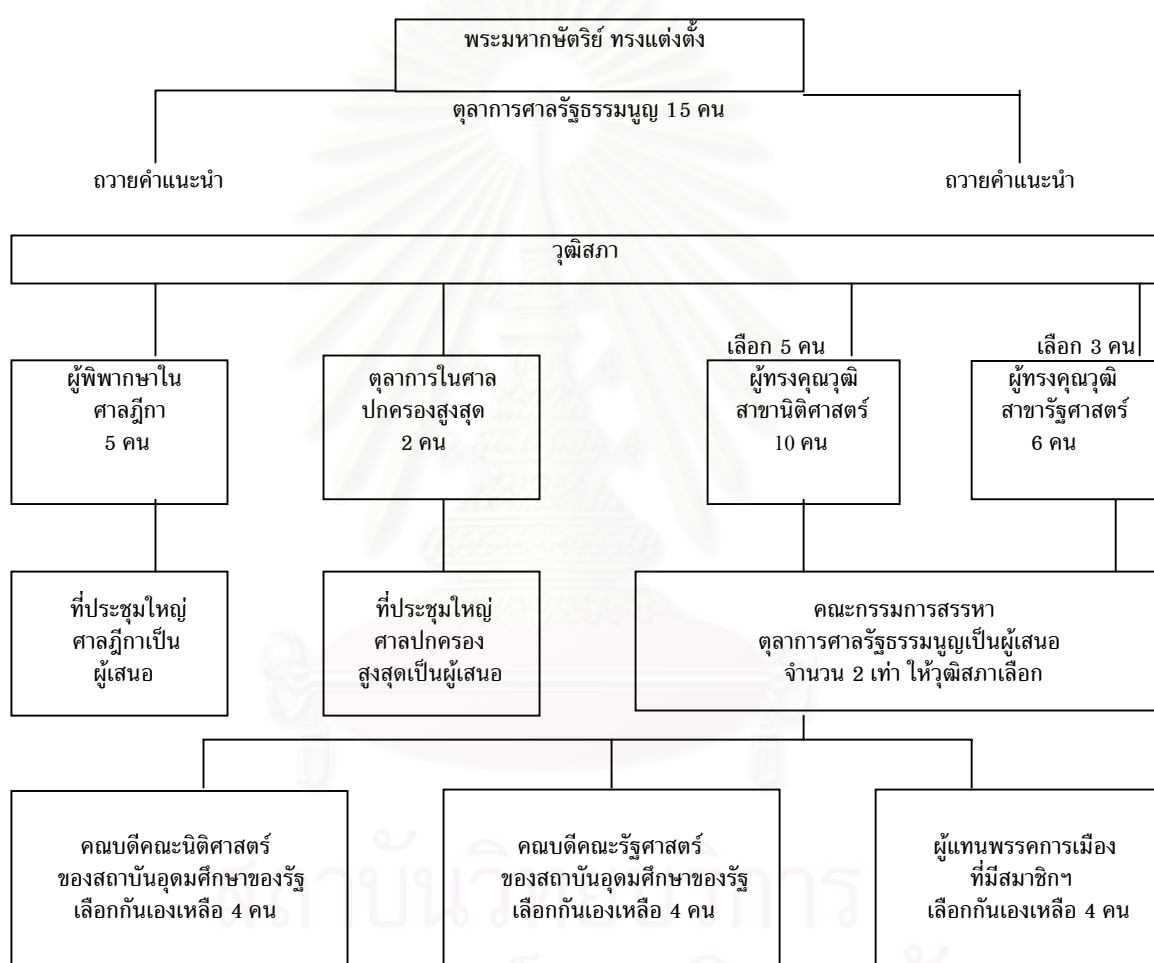 พระมหากษัตริย์ ทรงแต่งตั้ง
ตุลาการศาลรัฐธรรมนูญ 15 คน
ถวายคำแนะนำ
ถวายคำแนะนำ
วุฒิสภา
เลือก 5 คน
เลือก 3 คน
ผู้พิพากษาใน
ศาลฎีกา
5 คน
ตุลาการในศาล
ปกครองสูงสุด
2 คน
ผู้ทรงคุณวุฒิ
สาขานิติศาสตร์
10 คน
ผู้ทรงคุณวุฒิ
สาขารัฐศาสตร์
6 คน
ที่ประชุมใหญ่
ศาลฎีกาเป็น
ผู้เสนอ
ที่ประชุมใหญ่
ศาลปกครอง
สูงสุดเป็นผู้เสนอ
คณะกรรมการสรรหา
ตุลาการศาลรัฐธรรมนูญเป็นผู้เสนอ
จำนวน 2 เท่า ให้วุฒิสภาเลือก
คณบดีคณะนิติศาสตร์
ของสถาบันอุดมศึกษาของรัฐ
เลือกกันเองเหลือ 4 คน
คณบดีคณะรัฐศาสตร์
ของสถาบันอุดมศึกษาของรัฐ
เลือกกันเองเหลือ 4 คน
ผู้แทนพรรคการเมือง
ที่มีสมาชิกฯ
เลือกกันเองเหลือ 4 คน
สถาบันวิทยบริการ